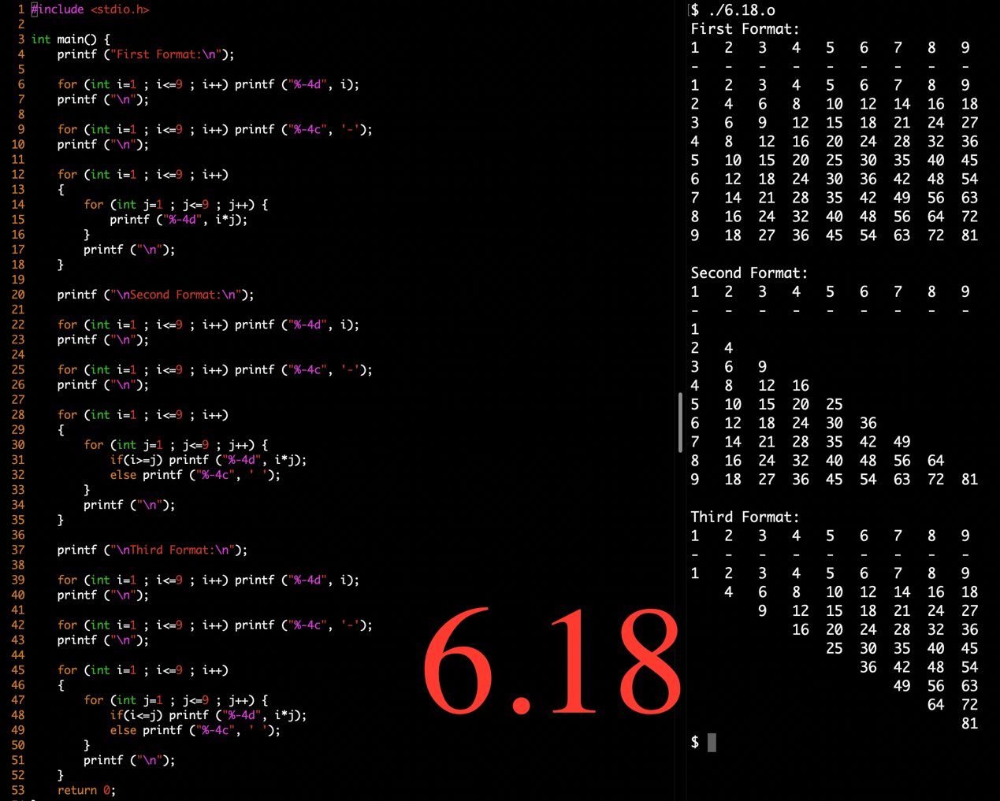 1 #include <stdio.h>
2
3 int main() {
4     printf ("First Format:\n");
5
6     for (int i=1 ; i<=9 ; i++) printf ("%-4d", i);
7     printf ("\n");
8
9     for (int i=1 ; i<=9 ; i++) printf ("%-4c", '-');
10     printf ("\n");
11
12     for (int i=1 ; i<=9 ; i++)
13     {
14         for (int j=1 ; j<=9 ; j++) {
15             printf ("%-4d", i*j);
16         }
17         printf ("\n");
18     }
19
20     printf ("\nSecond Format:\n");
21
22     for (int i=1 ; i<=9 ; i++) printf ("%-4d", i);
23     printf ("\n");
24
25     for (int i=1 ; i<=9 ; i++) printf ("%-4c", '-');
26     printf ("\n");
27
28     for (int i=1 ; i<=9 ; i++)
29     {
30         for (int j=1 ; j<=9 ; j++) {
31             if(i>=j) printf ("%-4d", i*j);
32             else printf ("%-4c", ' ');
33         }
34         printf ("\n");
35     }
36
37     printf ("\nThird Format:\n");
38
39     for (int i=1 ; i<=9 ; i++) printf ("%-4d", i);
40     printf ("\n");
41
42     for (int i=1 ; i<=9 ; i++) printf ("%-4c", '-');
43     printf ("\n");
44
45     for (int i=1 ; i<=9 ; i++)
46     {
47         for (int j=1 ; j<=9 ; j++) {
48             if(i<=j) printf ("%-4d", i*j);
49             else printf ("%-4c", ' ');
50         }
51         printf ("\n");
52     }
53     return 0;
6.18
$ ./6.18.o
First Format:
1   2   3   4   5   6   7   8   9
-   -   -   -   -   -   -   -   -
1   2   3   4   5   6   7   8   9
2   4   6   8   10  12  14  16  18
3   6   9   12  15  18  21  24  27
4   8   12  16  20  24  28  32  36
5   10  15  20  25  30  35  40  45
6   12  18  24  30  36  42  48  54
7   14  21  28  35  42  49  56  63
8   16  24  32  40  48  56  64  72
9   18  27  36  45  54  63  72  81

Second Format:
1   2   3   4   5   6   7   8   9
-   -   -   -   -   -   -   -   -
1
2   4
3   6   9
4   8   12  16
5   10  15  20  25
6   12  18  24  30  36
7   14  21  28  35  42  49
8   16  24  32  40  48  56  64
9   18  27  36  45  54  63  72  81

Third Format:
1   2   3   4   5   6   7   8   9
-   -   -   -   -   -   -   -   -
1   2   3   4   5   6   7   8   9
    4   6   8   10  12  14  16  18
        9   12  15  18  21  24  27
            16  20  24  28  32  36
                25  30  35  40  45
                    36  42  48  54
                        49  56  63
                            64  72
                                81
$